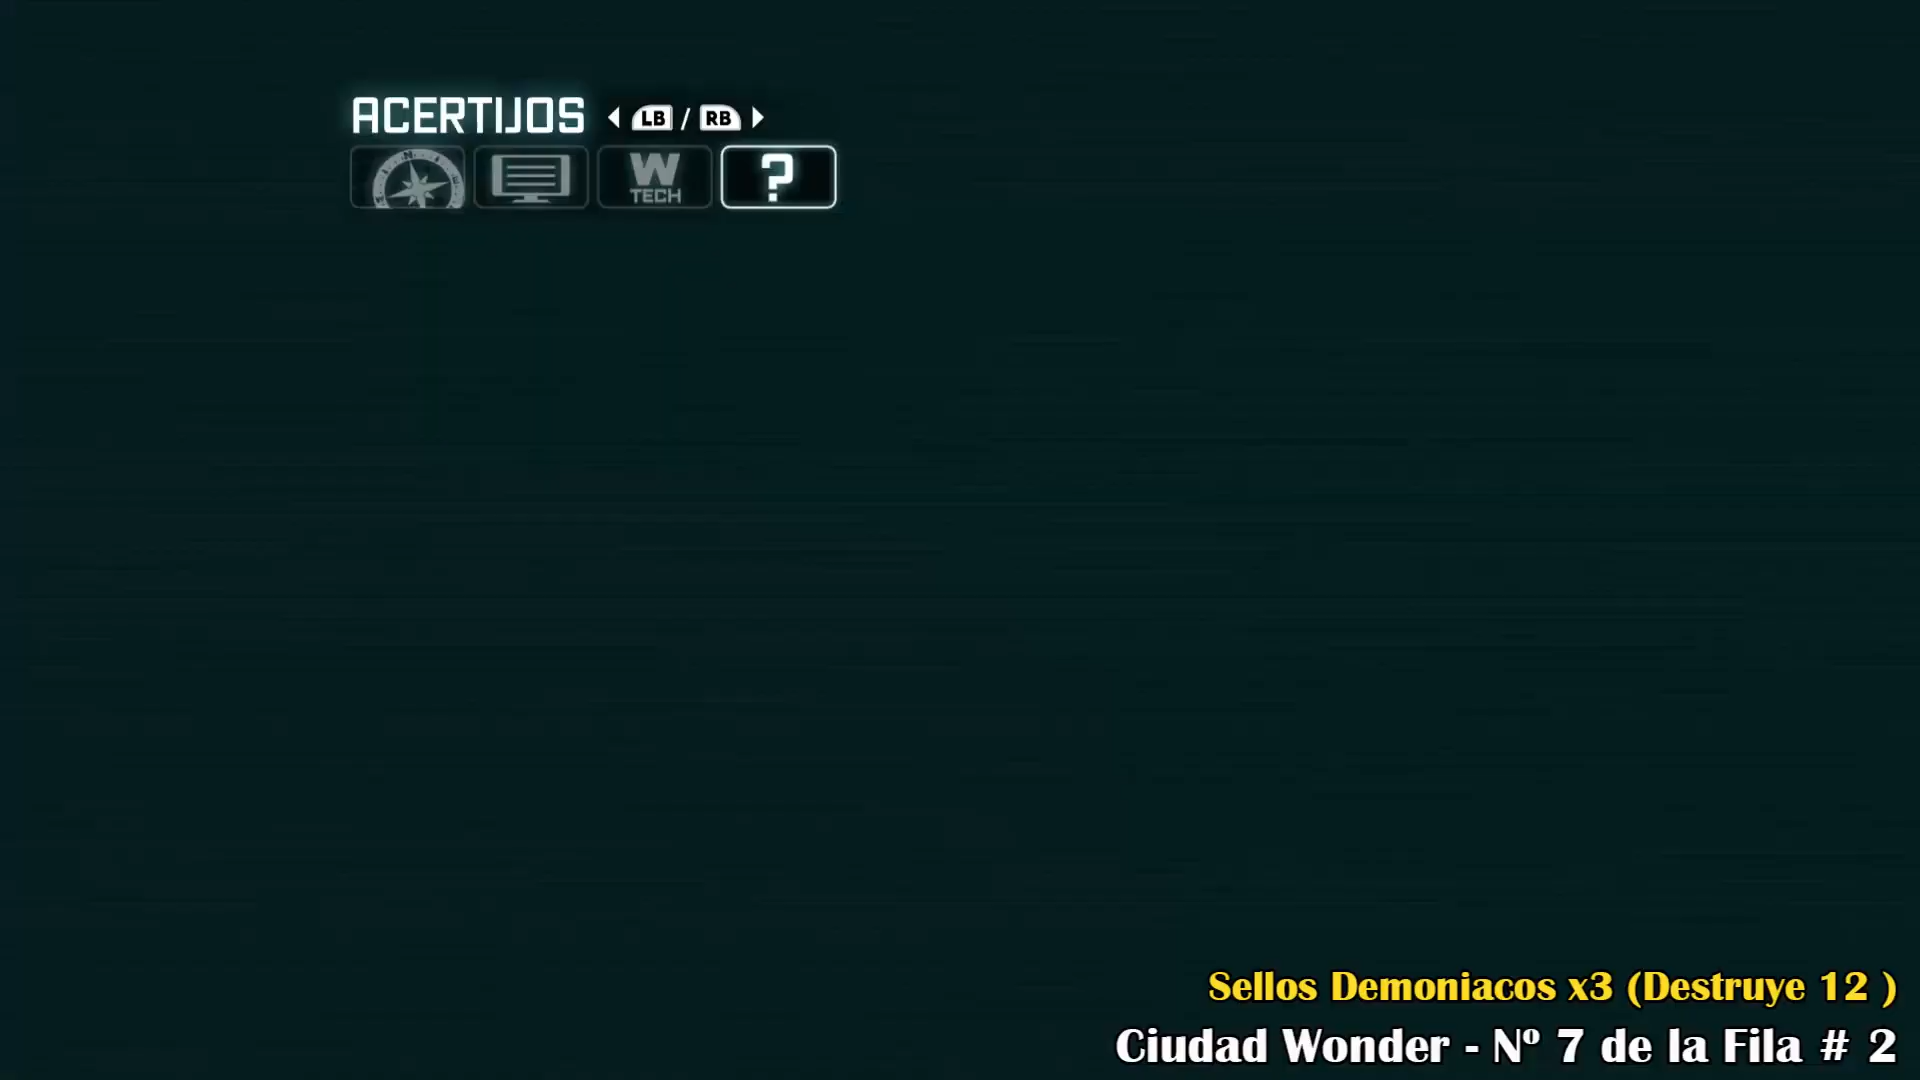 ACERTIJOS LB / RB
W TECH ?
Sellos Demoniacos x3 (Destruye 12 )
Ciudad Wonder - Nº 7 de la Fila # 2